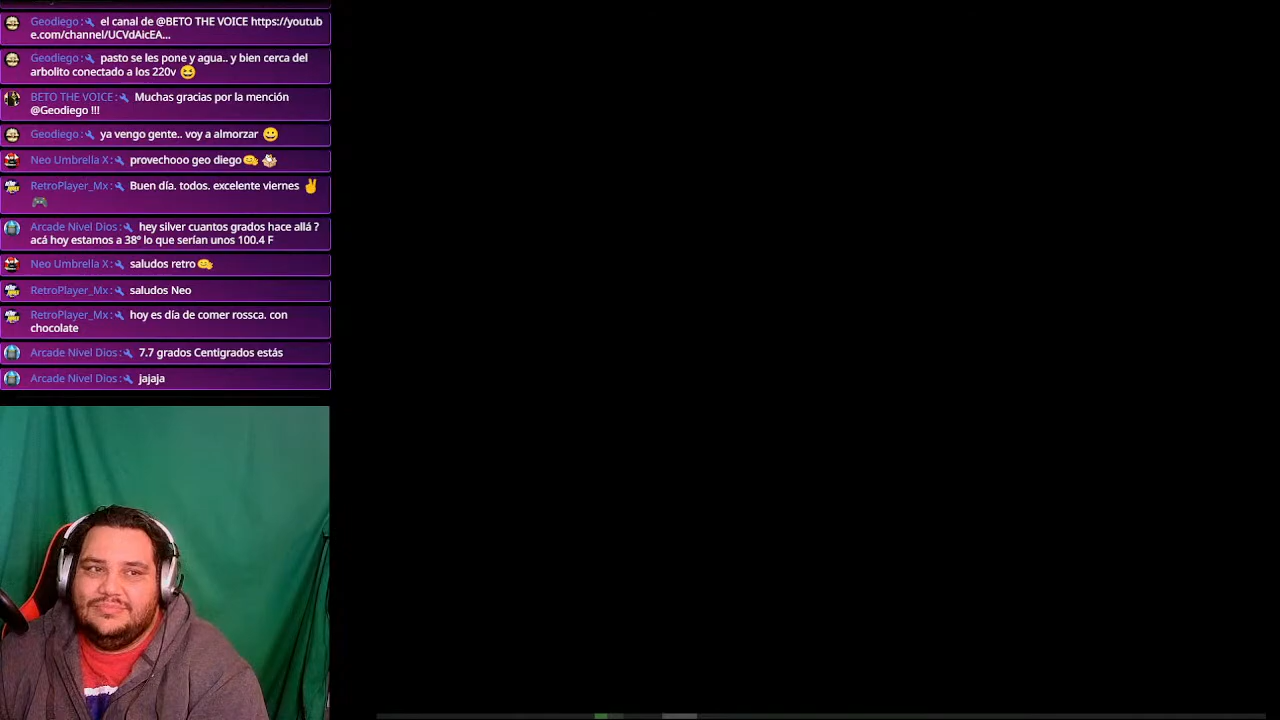 Geodiego: el canal de @BETO THE VOICE https://youtub
e.com/channel/UCVdAicEA...
Geodiego: pasto se les pone y agua.. y bien cerca del
arbolito conectado a los 220v 😆
BETO THE VOICE: Muchas gracias por la mención
@Geodiego !!!
Geodiego: ya vengo gente.. voy a almorzar 😀
Neo Umbrella X: provechooo geo diego
RetroPlayer_Mx: Buen día. todos. excelente viernes ✌
🎮
Arcade Nivel Dios: hey silver cuantos grados hace allá ?
acá hoy estamos a 38° lo que serían unos 100.4 F
Neo Umbrella X: saludos retro
RetroPlayer_Mx: saludos Neo
RetroPlayer_Mx: hoy es día de comer rossca. con
chocolate
Arcade Nivel Dios: 7.7 grados Centigrados estás
Arcade Nivel Dios: jajaja